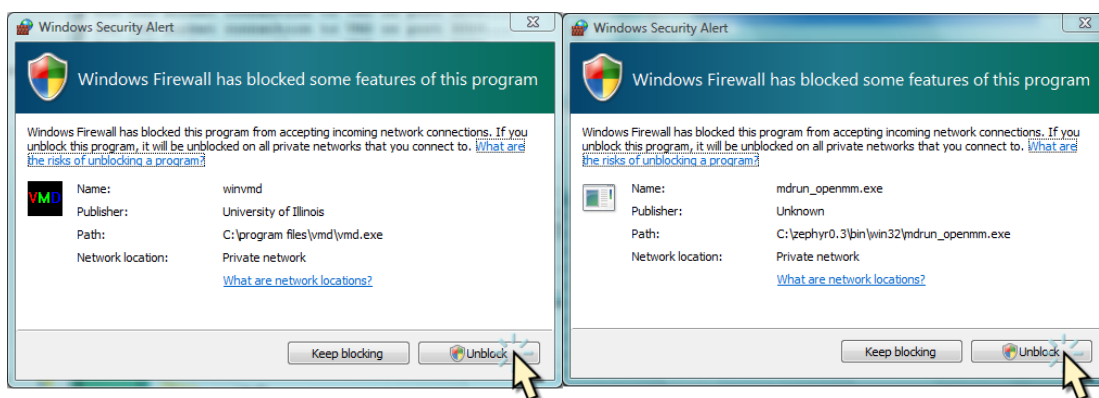 Windows Security Alert
Windows Firewall has blocked some features of this program
Windows Firewall has blocked this program from accepting incoming network connections. If you
unblock this program, it will be unblocked on all private networks that you connect to. What are
the risks of unblocking a program?
VMD
Name: winvmd
Publisher: University of Illinois
Path: C:\program files\vmd\vmd.exe
Network location: Private network
What are network locations?
Keep blocking Unblock
Windows Security Alert
Windows Firewall has blocked some features of this program
Windows Firewall has blocked this program from accepting incoming network connections. If you
unblock this program, it will be unblocked on all private networks that you connect to. What are
the risks of unblocking a program?
Name: mdrun_openmm.exe
Publisher: Unknown
Path: C:\zephyr0.3\bin\win32\mdrun_openmm.exe
Network location: Private network
What are network locations?
Keep blocking Unblock